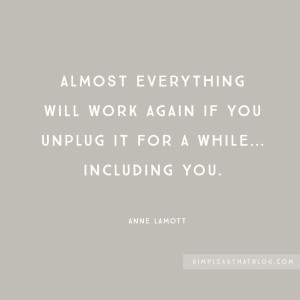 ALMOST EVERYTHING
WILL WORK AGAIN IF YOU
UNPLUG IT FOR A WHILE...
INCLUDING YOU.
ANNE LAMOTT
SIMPLEASTHATBLOG.COM